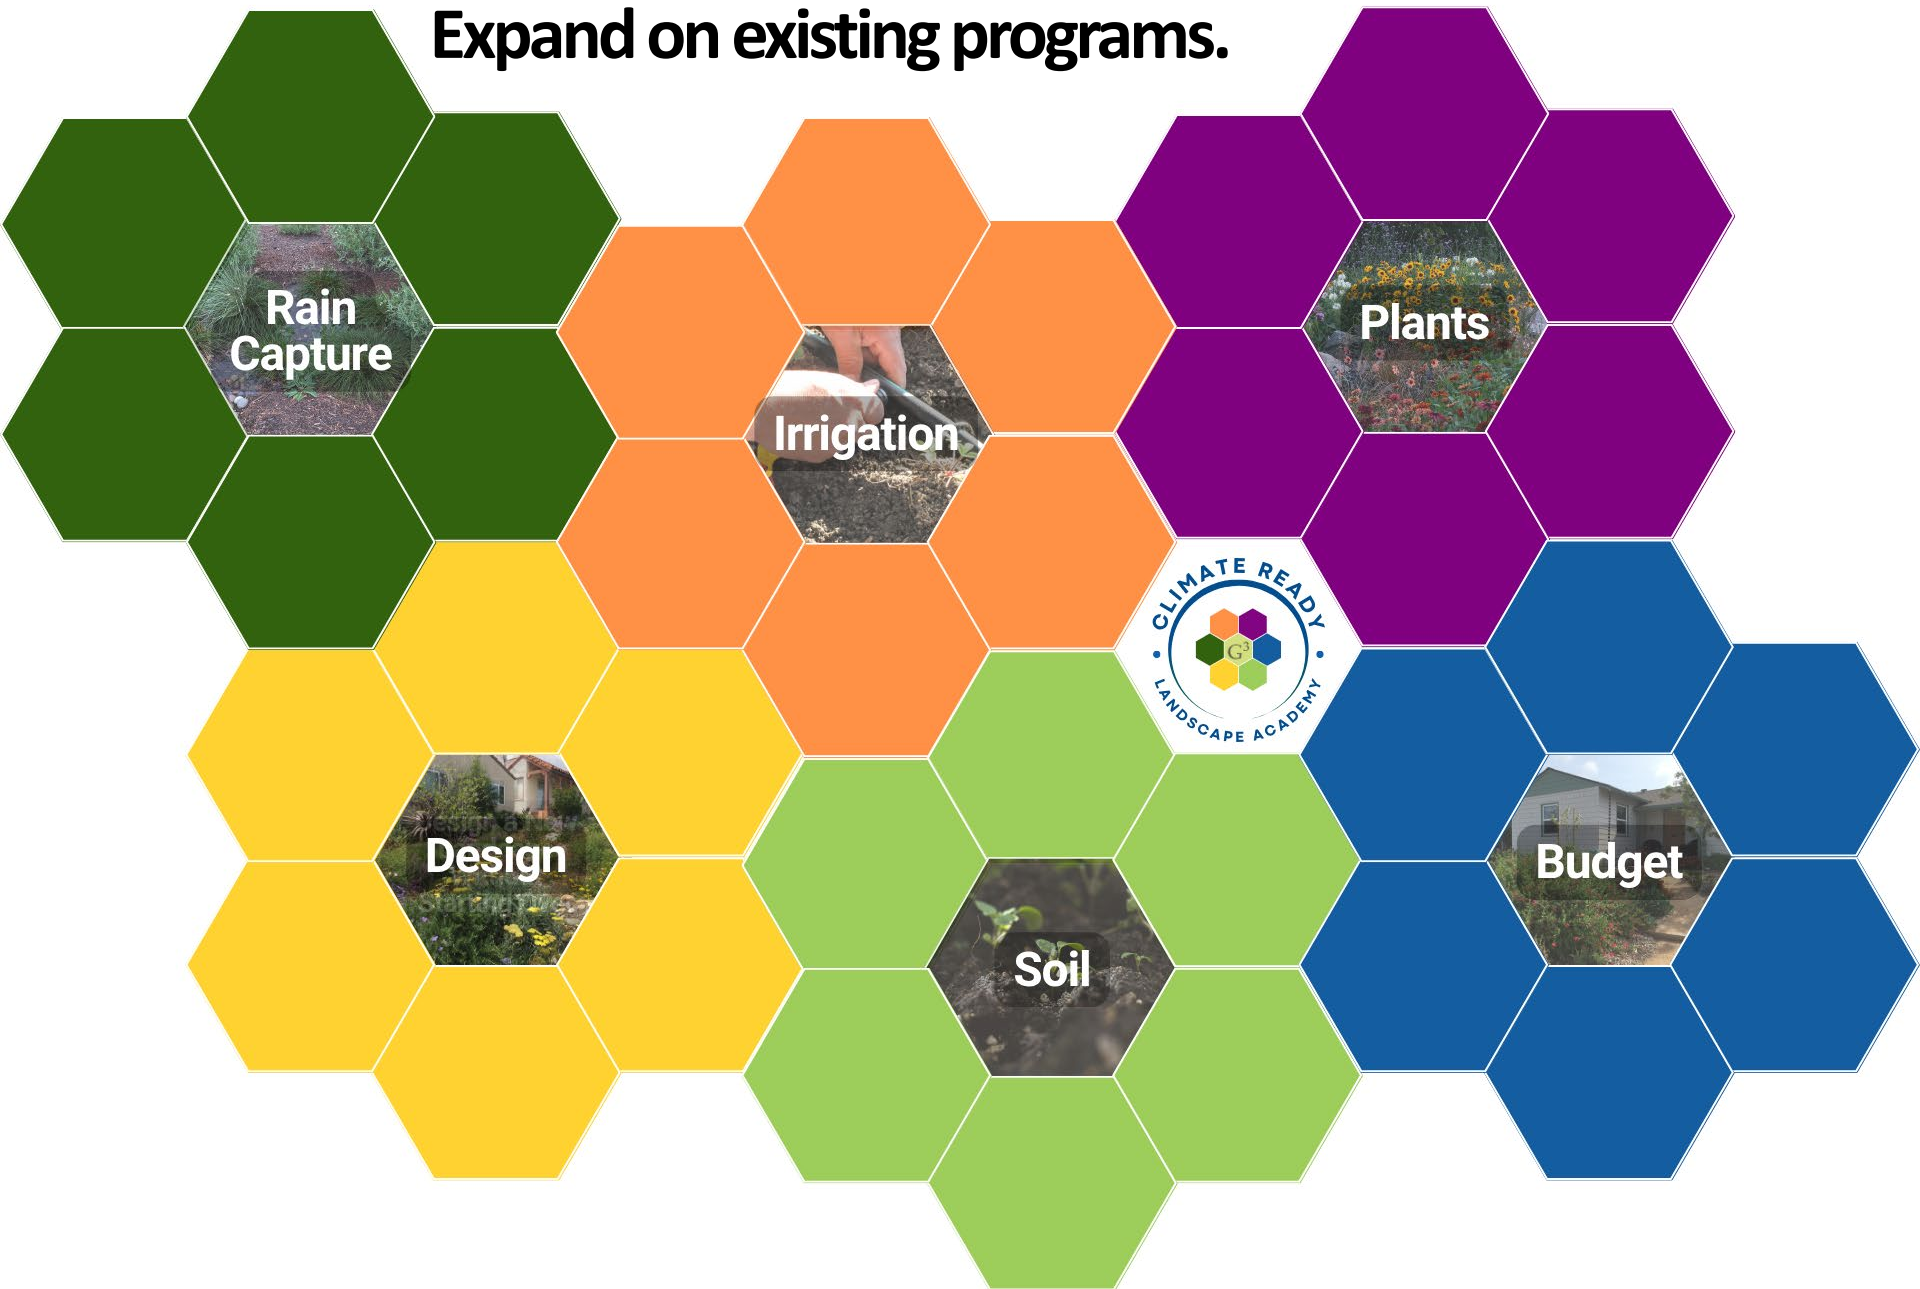 Expand on existing programs.
Rain
Capture
Plants
Irrigation
CLIMATE READY
G³
LANDSCAPE ACADEMY
Design
Budget
Soil